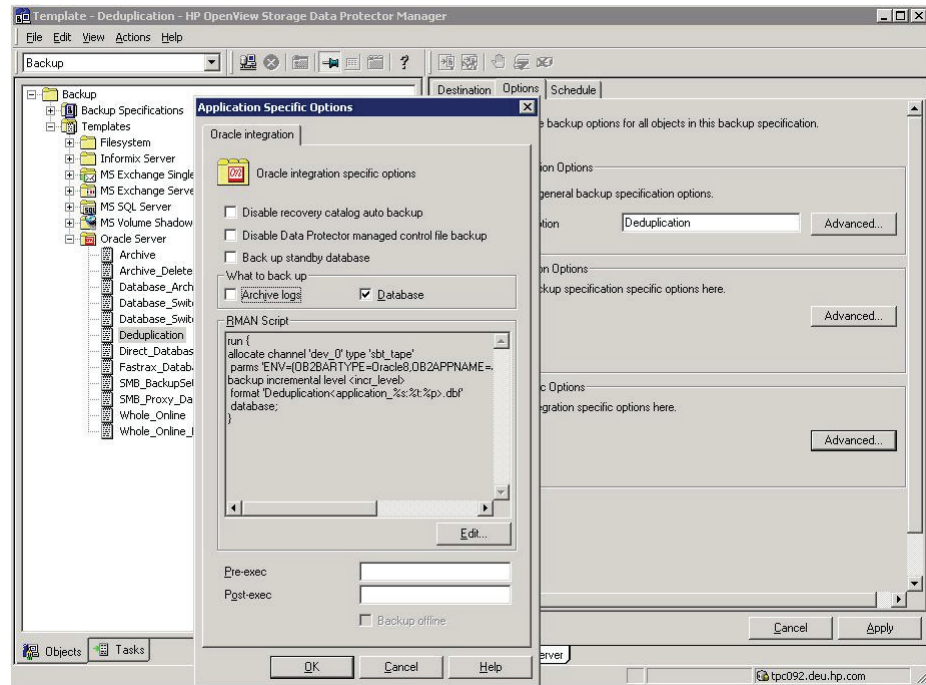 Template - Deduplication - HP OpenView Storage Data Protector Manager
File Edit View Actions Help
Backup
Destination Options Schedule
Backup
Backup Specifications
Templates
Filesystem
Informix Server
MS Exchange Single
MS Exchange Serve
MS SQL Server
MS Volume Shadow
Oracle Server
Archive
Archive_Delete
Database_Arch
Database_Swit
Database_Swit
Deduplication
Direct_Databas
Fastrax_Datab
SMB_BackupSe
SMB_Proxy_Da
Whole_Online
Whole_Online_
Application Specific Options
Oracle integration
Oracle integration specific options
Disable recovery catalog auto backup
Disable Data Protector managed control file backup
Back up standby database
What to back up
Archive logs Database
RMAN Script
run {
allocate channel 'dev_0' type 'sbt_tape'
parms 'ENV=(OB2BARTYPE=Oracle8,OB2APPNAME=
backup incremental level <incr_level>
format 'Deduplication<application_%s:%t:%p>.dbf'
database;
}
Edit...
Pre-exec
Post-exec
Backup offline
OK Cancel Help
e backup options for all objects in this backup specification.
ion Options
general backup specification options.
tion Deduplication Advanced...
n Options
ckup specification specific options here.
Advanced...
c Options
egration specific options here.
Advanced...
Cancel Apply
Objects Tasks
erver
tpc092.deu.hp.com